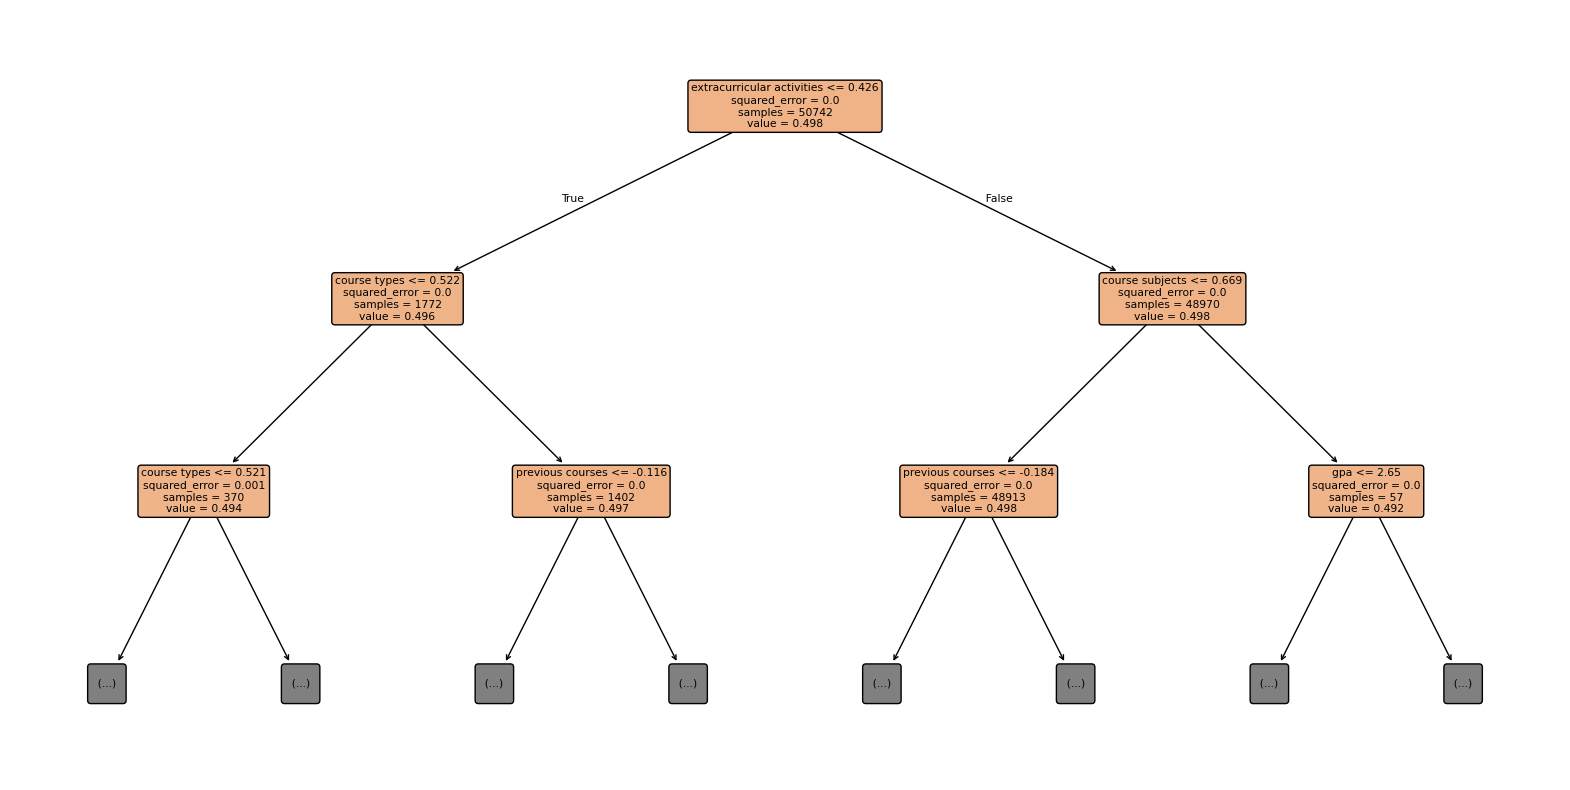 extracurricular activities <= 0.426
squared_error = 0.0
samples = 50742
value = 0.498
True
False
course types <= 0.522
squared_error = 0.0
samples = 1772
value = 0.496
course subjects <= 0.669
squared_error = 0.0
samples = 48970
value = 0.498
course types <= 0.521
squared_error = 0.001
samples = 370
value = 0.494
previous courses <= -0.116
squared_error = 0.0
samples = 1402
value = 0.497
previous courses <= -0.184
squared_error = 0.0
samples = 48913
value = 0.498
gpa <= 2.65
squared_error = 0.0
samples = 57
value = 0.492
(...)
(...)
(...)
(...)
(...)
(...)
(...)
(...)